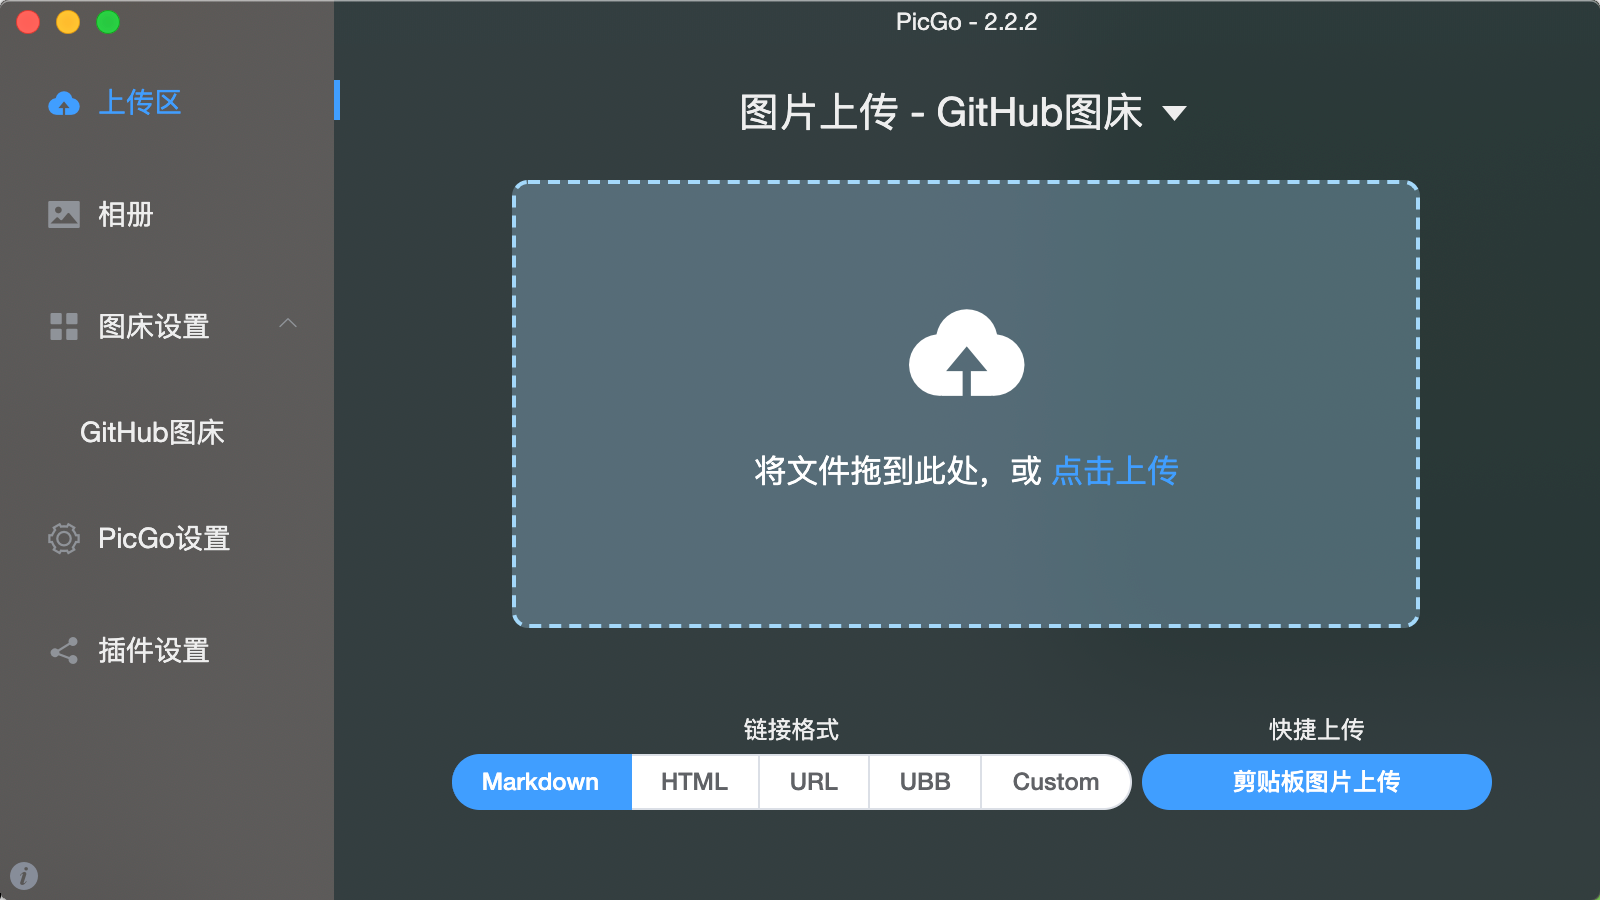 PicGo - 2.2.2
上传区
相册
图床设置
GitHub图床
PicGo设置
插件设置
图片上传 - GitHub图床
将文件拖到此处，或 点击上传
链接格式
Markdown
HTML
URL
UBB
Custom
快捷上传
剪贴板图片上传